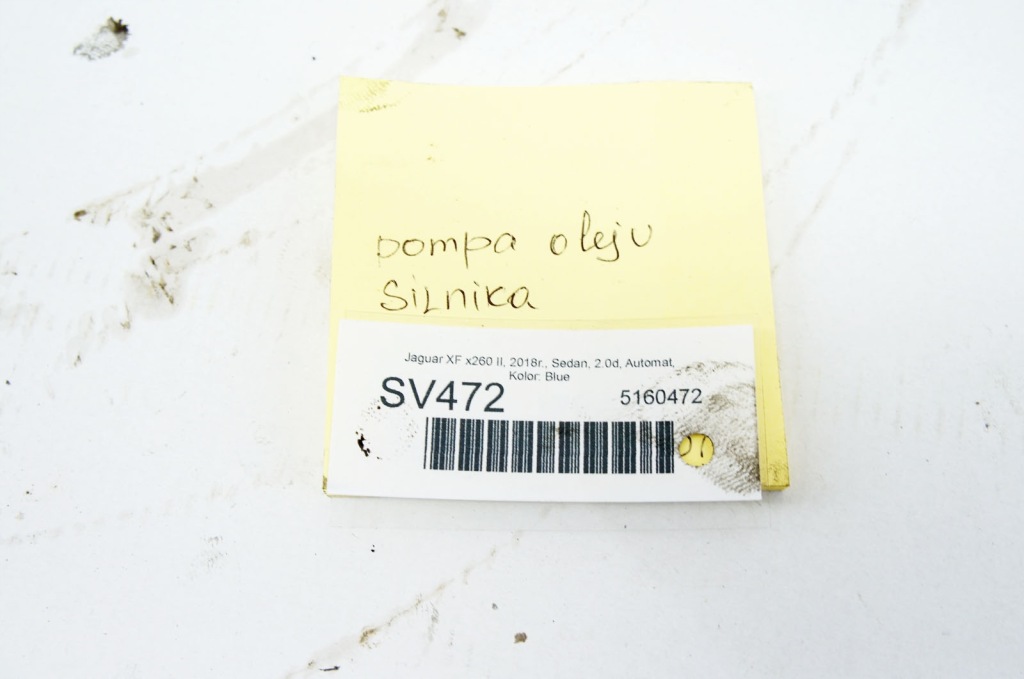 pompa oleju
silnika
Jaguar XF x260 II, 2018r., Sedan, 2.0d, Automat,
Kolor: Blue
SV472
5160472